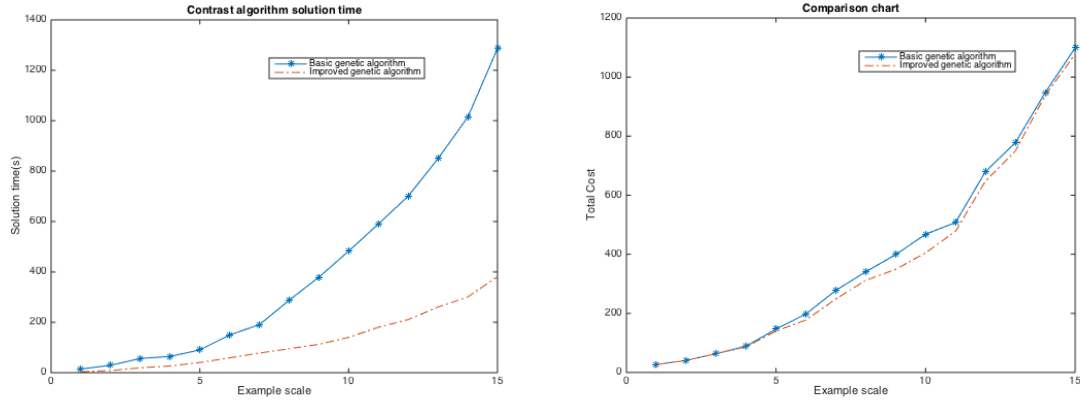 Contrast algorithm solution time
1400
1200
1000
800
600
400
200
0
Solution time(s)
Basic genetic algorithm
Improved genetic algorithm
0
5
10
15
Example scale
Comparison chart
1200
1000
800
600
400
200
0
Total Cost
Basic genetic algorithm
Improved genetic algorithm
0
5
10
15
Example scale